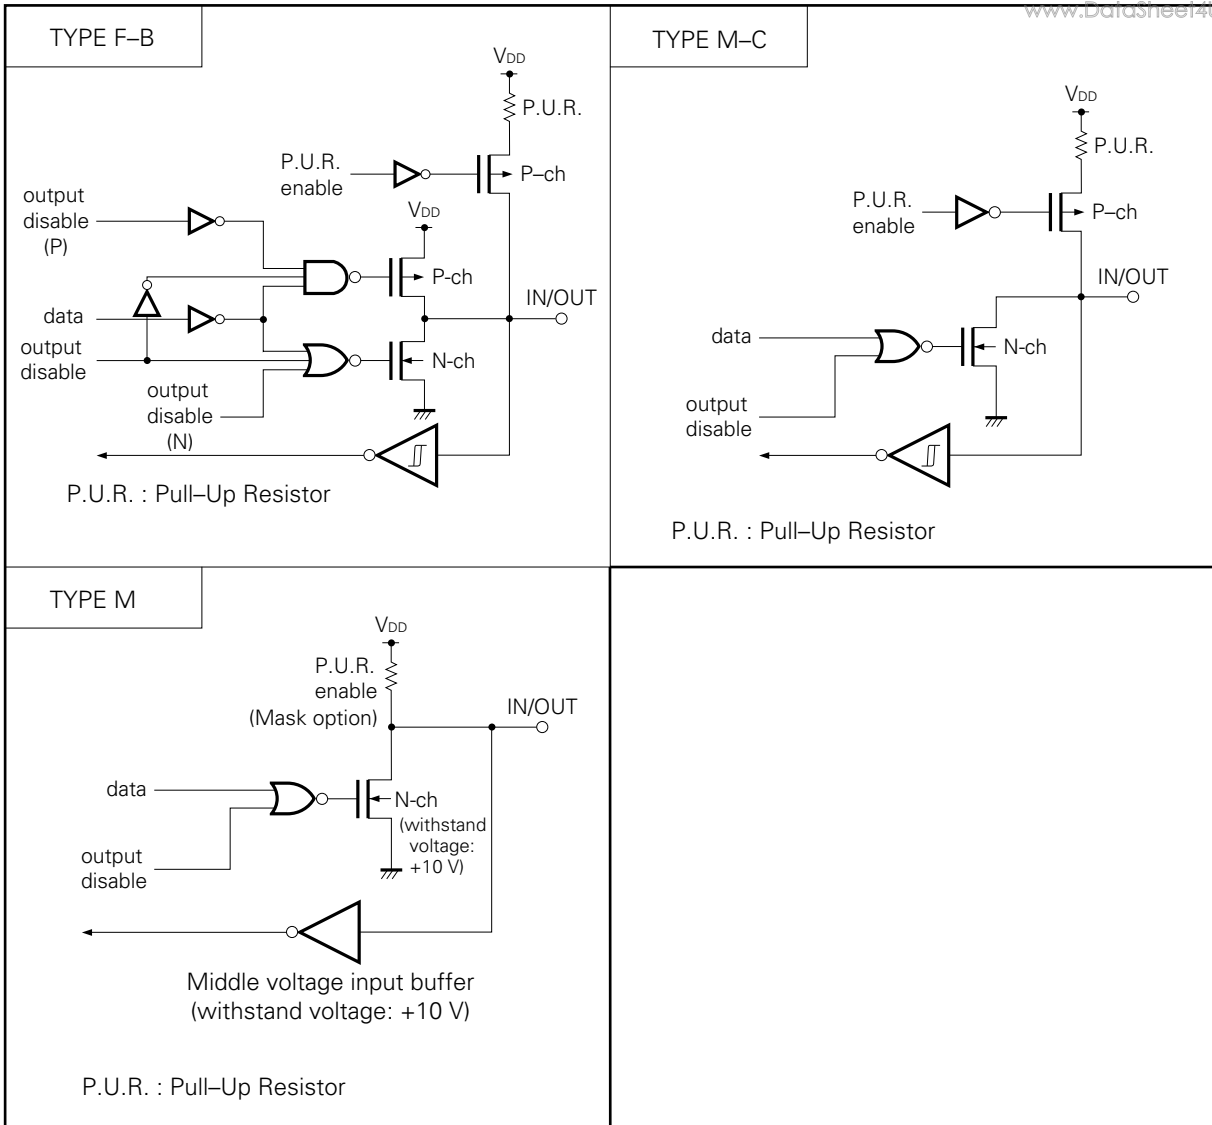 www.DataSheet4U
TYPE F–B
VDD
P.U.R.
P.U.R.
enable
P–ch
output
disable
(P)
VDD
P-ch
IN/OUT
data
output
disable
N-ch
output
disable
(N)
P.U.R. : Pull–Up Resistor
TYPE M–C
VDD
P.U.R.
P.U.R.
enable
P–ch
IN/OUT
data
N-ch
output
disable
P.U.R. : Pull–Up Resistor
TYPE M
VDD
P.U.R.
enable
(Mask option)
IN/OUT
data
N-ch
(withstand
voltage:
+10 V)
output
disable
Middle voltage input buffer
(withstand voltage: +10 V)
P.U.R. : Pull–Up Resistor